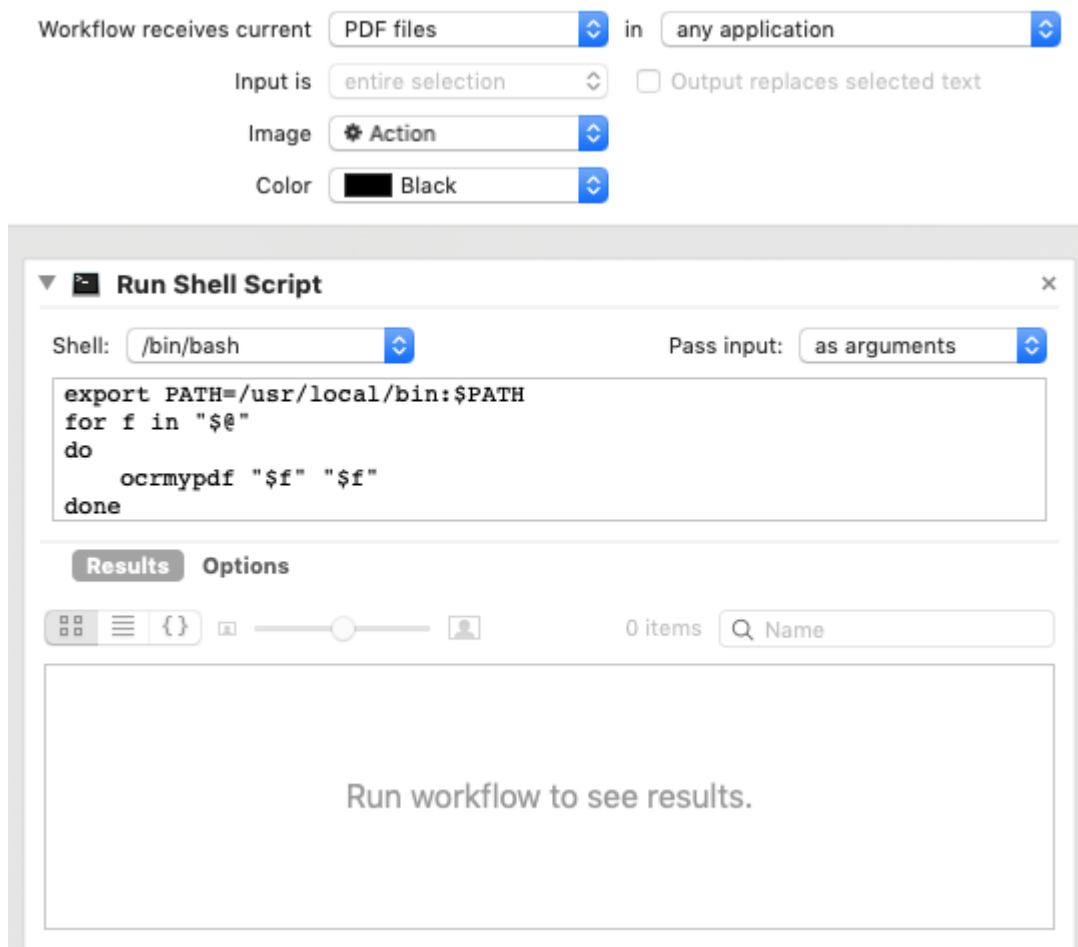 Workflow receives current PDF files in any application
Input is entire selection Output replaces selected text
Image Action
Color Black
Run Shell Script
Shell: /bin/bash Pass input: as arguments
export PATH=/usr/local/bin:$PATH
for f in "$@"
do
    ocrmypdf "$f" "$f"
done
Results Options
{} 0 items Name
Run workflow to see results.